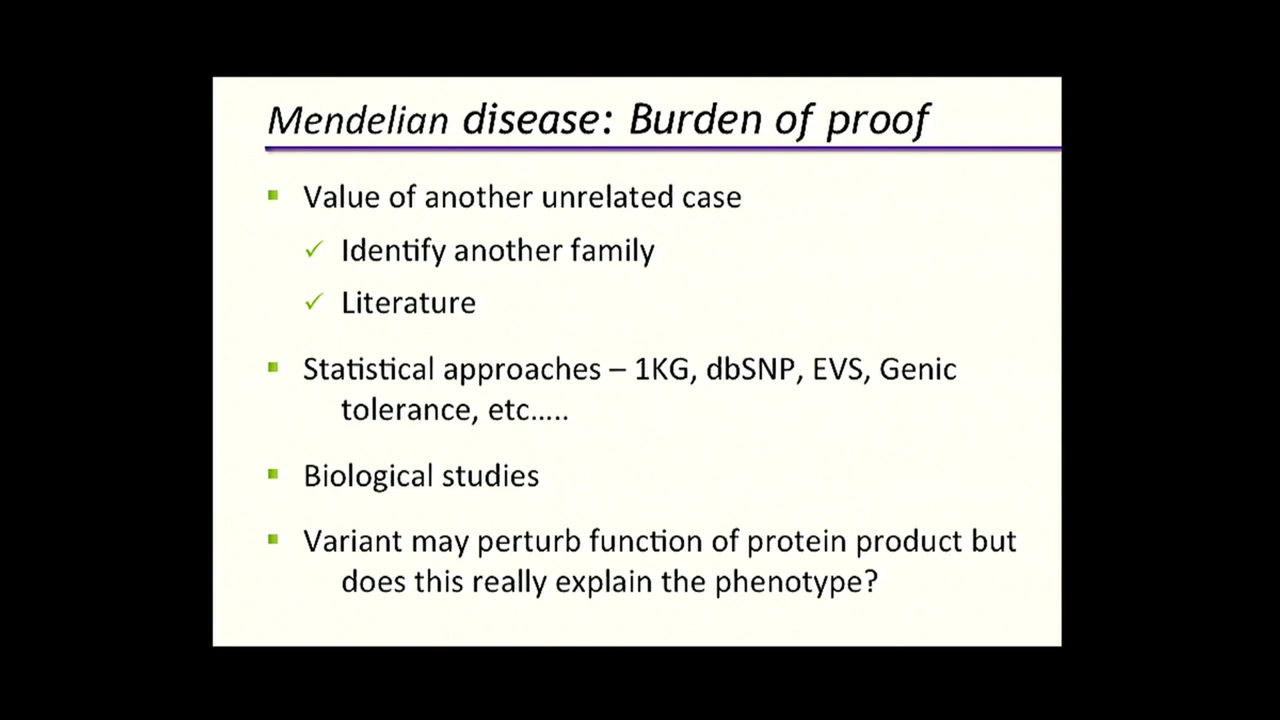 Mendelian disease: Burden of proof
Value of another unrelated case
Identify another family
Literature
Statistical approaches – 1KG, dbSNP, EVS, Genic
tolerance, etc.....
Biological studies
Variant may perturb function of protein product but
does this really explain the phenotype?